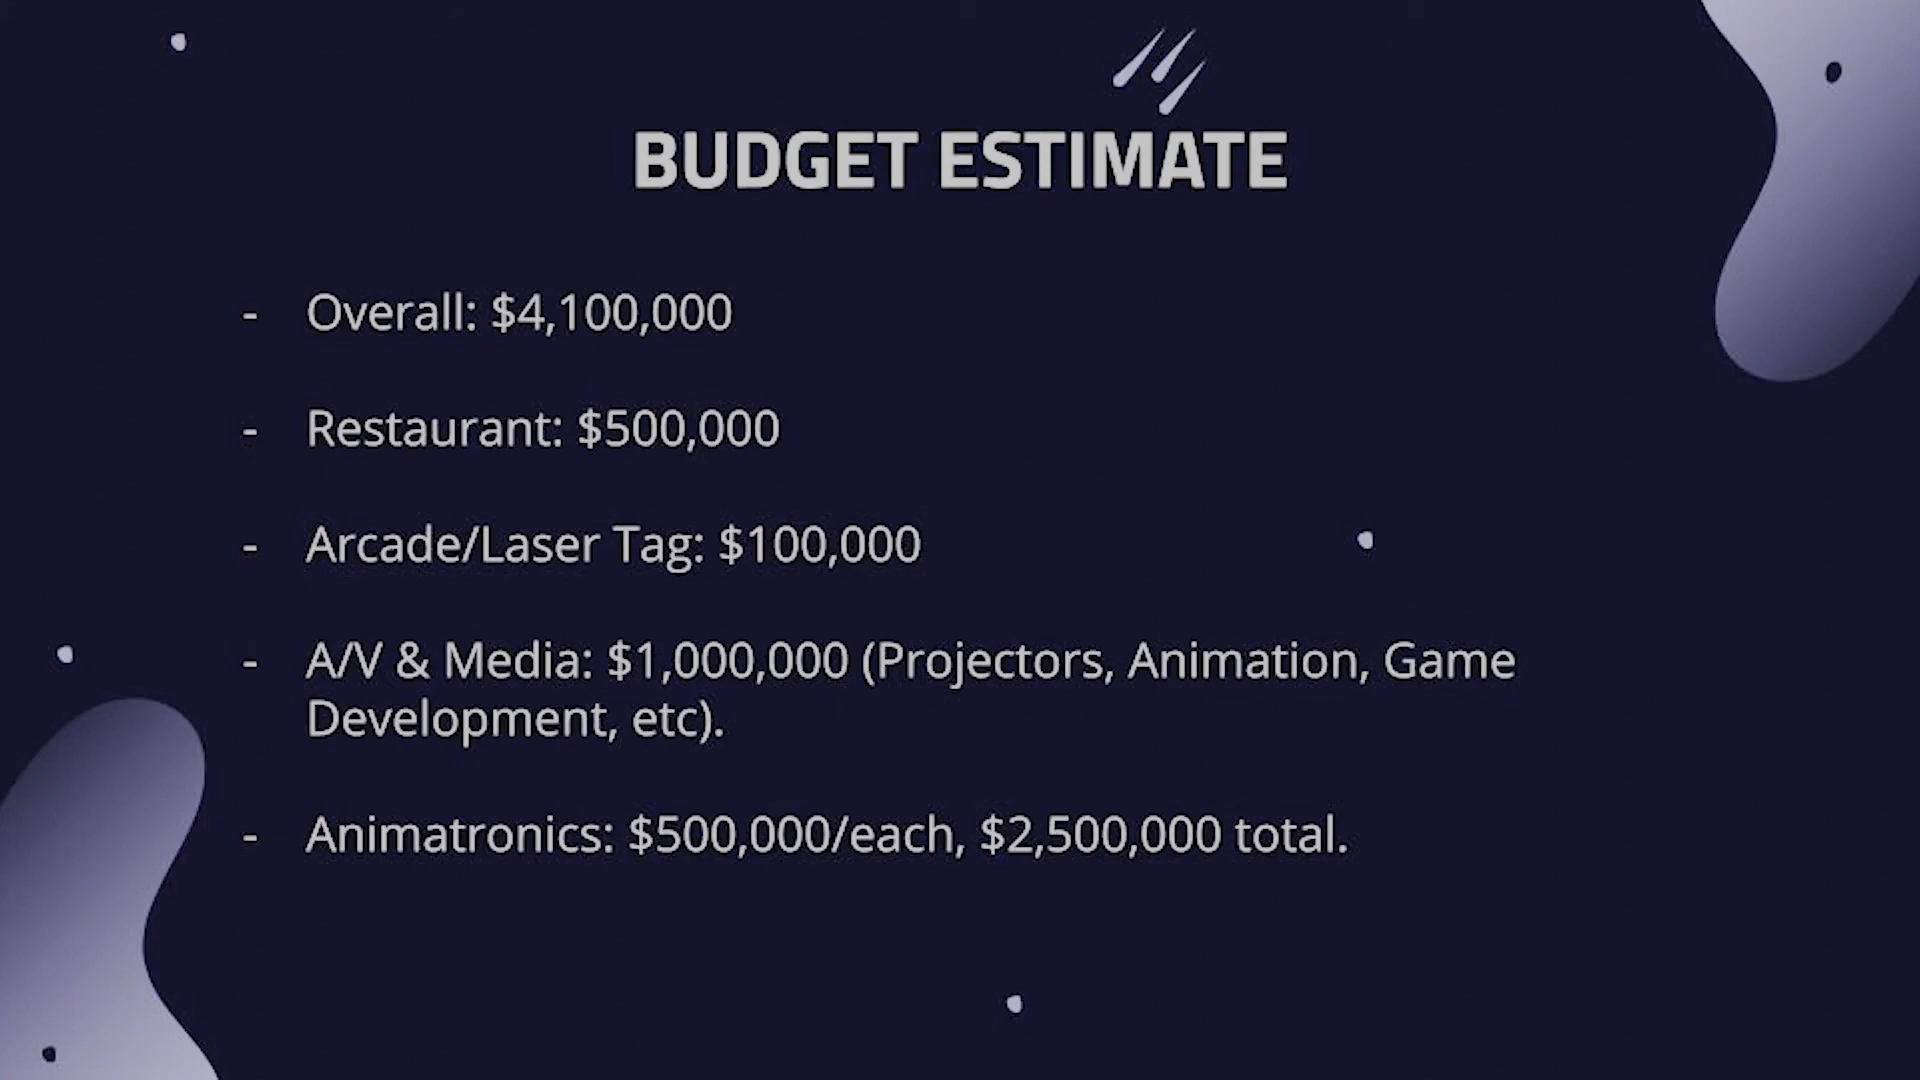 BUDGET ESTIMATE
- Overall: $4,100,000
- Restaurant: $500,000
- Arcade/Laser Tag: $100,000
- A/V & Media: $1,000,000 (Projectors, Animation, Game
Development, etc).
- Animatronics: $500,000/each, $2,500,000 total.